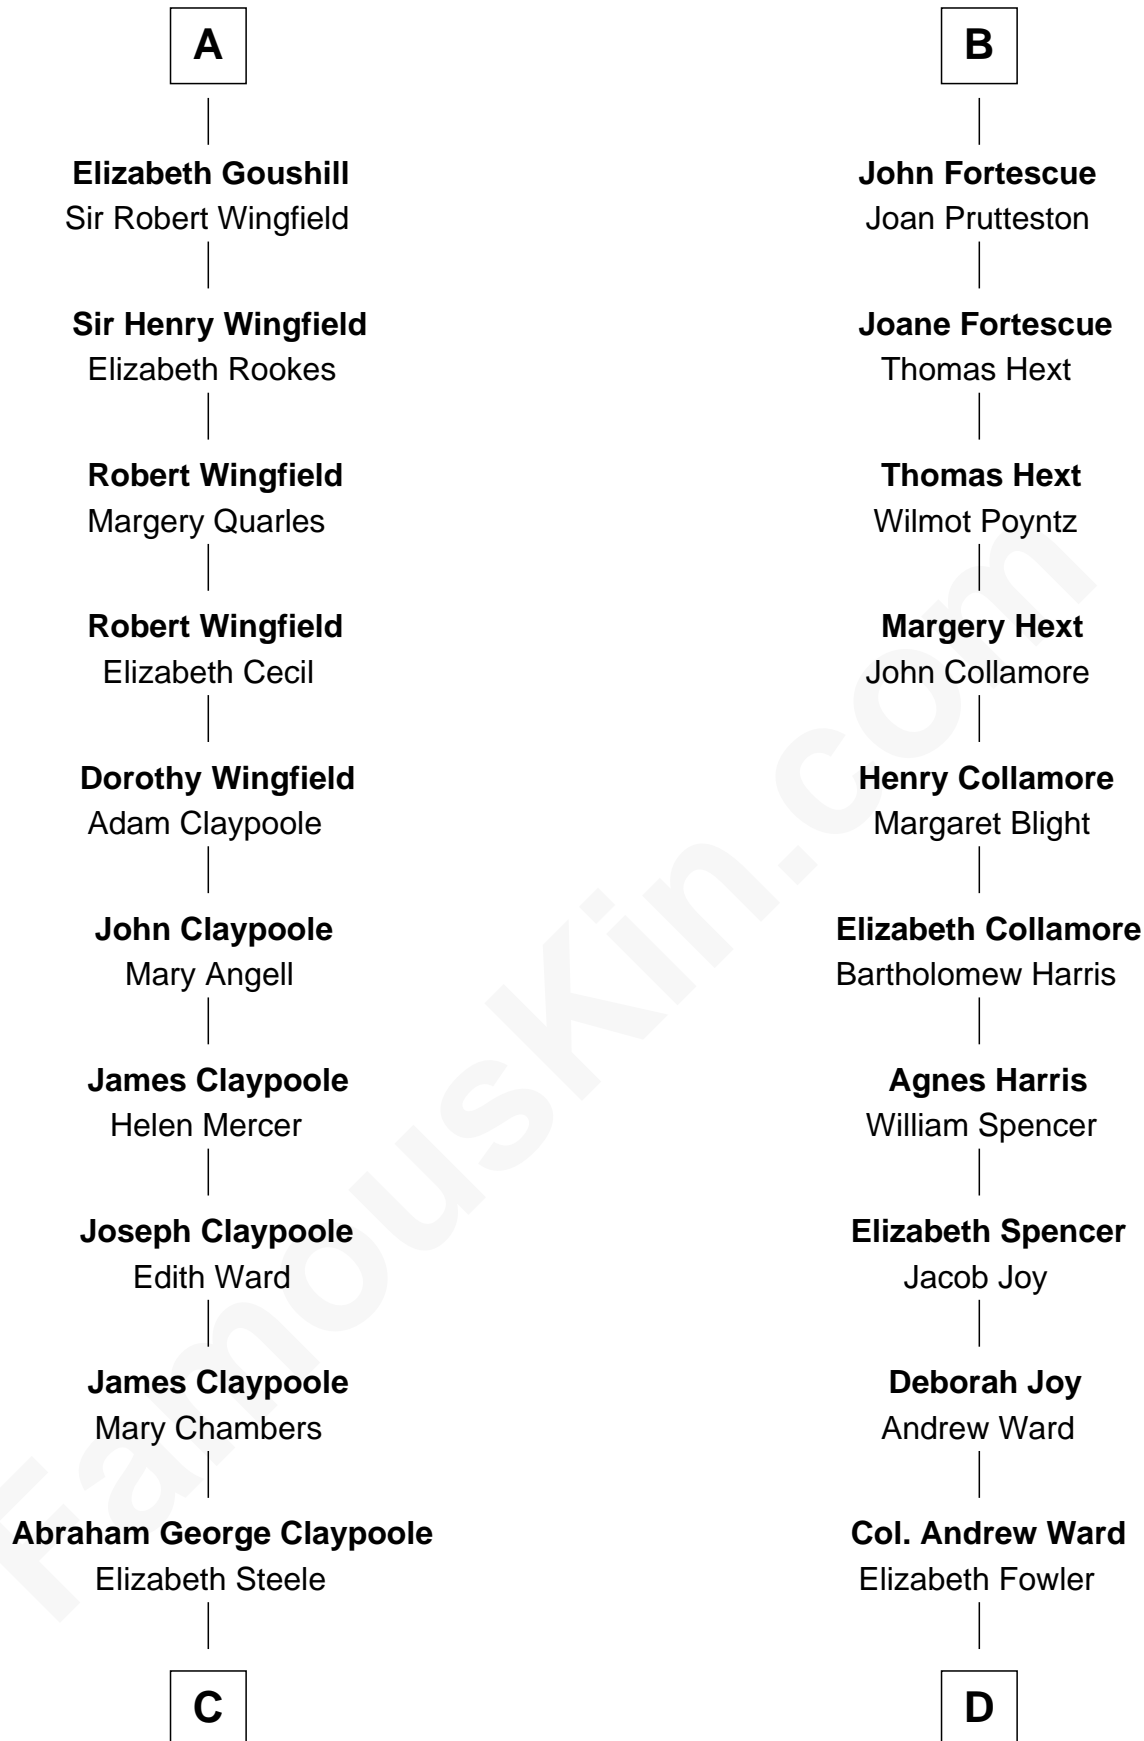 A
Elizabeth Goushill
Sir Robert Wingfield
Sir Henry Wingfield
Elizabeth Rookes
Robert Wingfield
Margery Quarles
Robert Wingfield
Elizabeth Cecil
Dorothy Wingfield
Adam Claypoole
John Claypoole
Mary Angell
James Claypoole
Helen Mercer
Joseph Claypoole
Edith Ward
James Claypoole
Mary Chambers
Abraham George Claypoole
Elizabeth Steele
C
B
John Fortescue
Joan Prutteston
Joane Fortescue
Thomas Hext
Thomas Hext
Wilmot Poyntz
Margery Hext
John Collamore
Henry Collamore
Margaret Blight
Elizabeth Collamore
Bartholomew Harris
Agnes Harris
William Spencer
Elizabeth Spencer
Jacob Joy
Deborah Joy
Andrew Ward
Col. Andrew Ward
Elizabeth Fowler
D
FamousKin.com